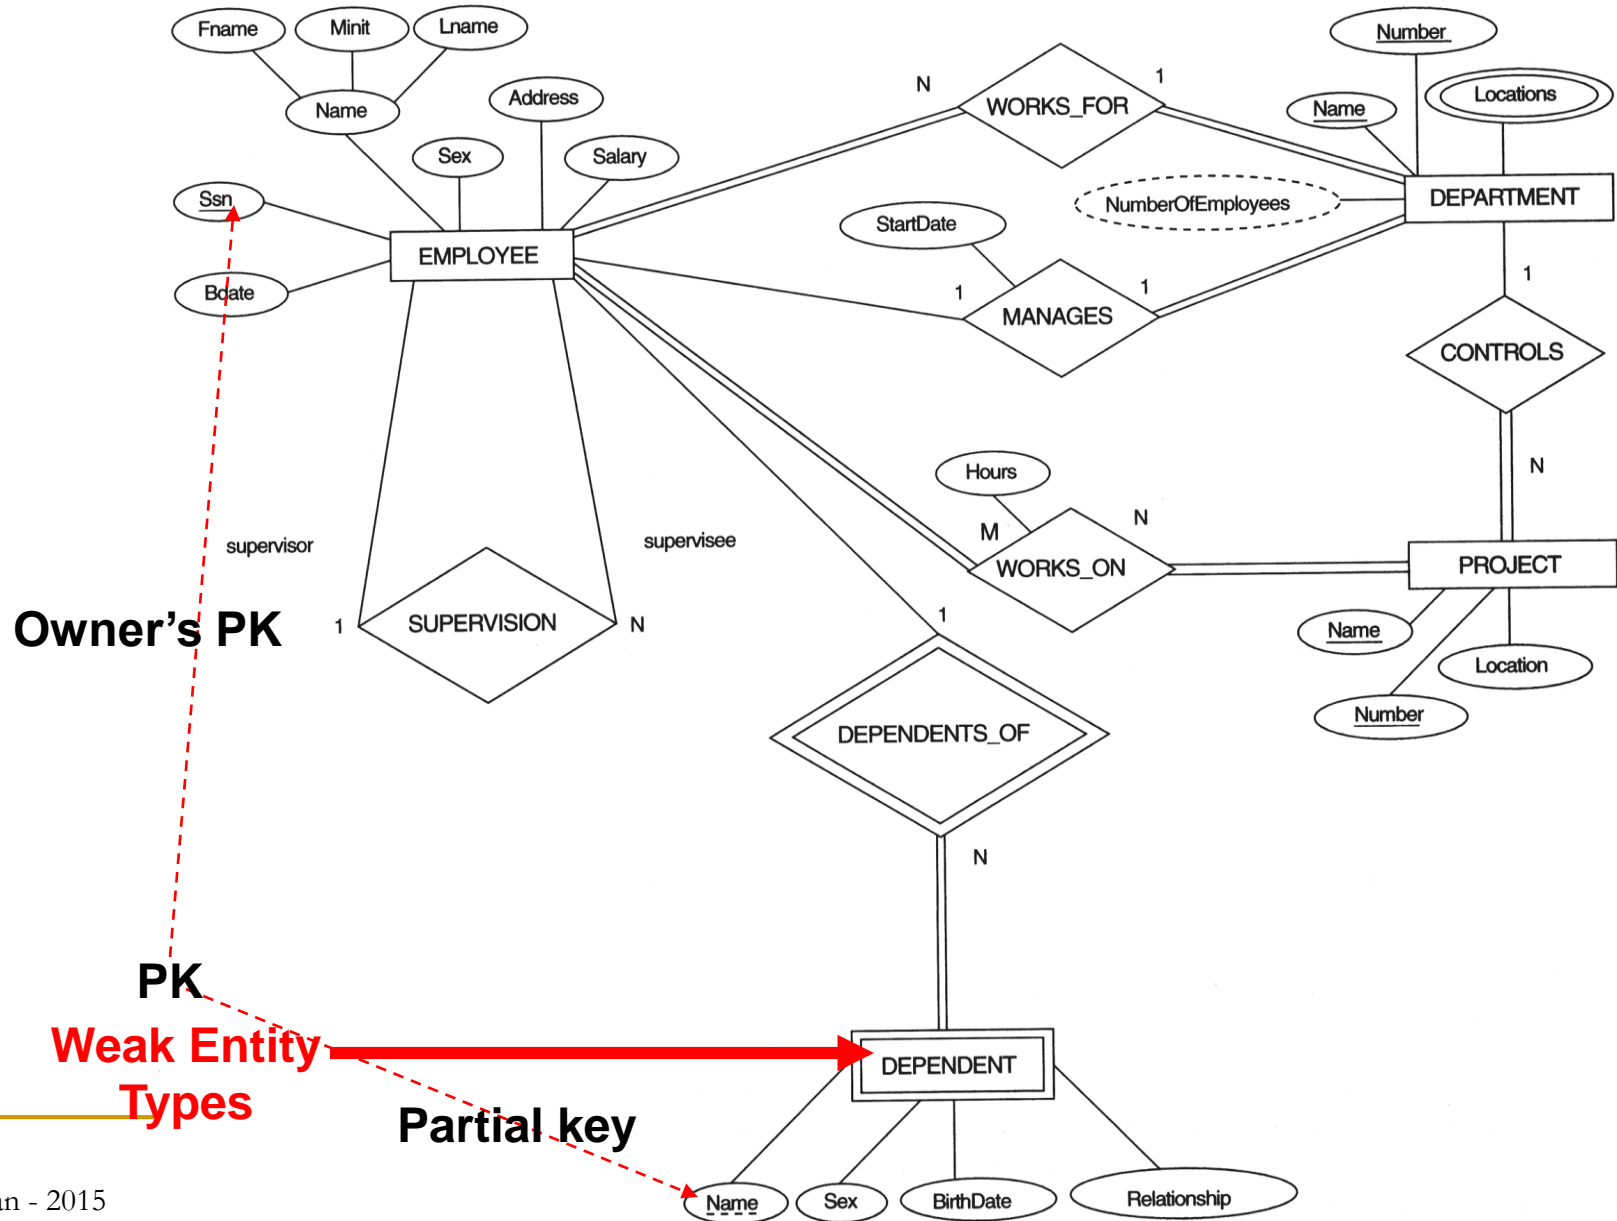 Fname
Minit
Lname
Number
Name
Address
N
1
WORKS_FOR
Name
Locations
Sex
Salary
Ssn
NumberOfEmployees
DEPARTMENT
StartDate
EMPLOYEE
Bdate
1
1
1
MANAGES
CONTROLS
Hours
N
M
N
supervisor
supervisee
WORKS_ON
PROJECT
Owner's PK
1
SUPERVISION
N
1
Name
Location
Number
DEPENDENTS_OF
N
PK
Weak Entity
Types
DEPENDENT
Partial key
Name
Sex
BirthDate
Relationship
an - 2015